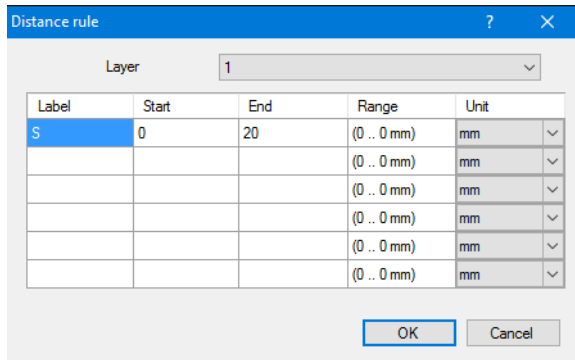 Distance rule ? ×
Layer 1
Label Start End Range Unit
S 0 20 (0 .. 0 mm) mm
(0 .. 0 mm) mm
(0 .. 0 mm) mm
(0 .. 0 mm) mm
(0 .. 0 mm) mm
(0 .. 0 mm) mm
OK Cancel